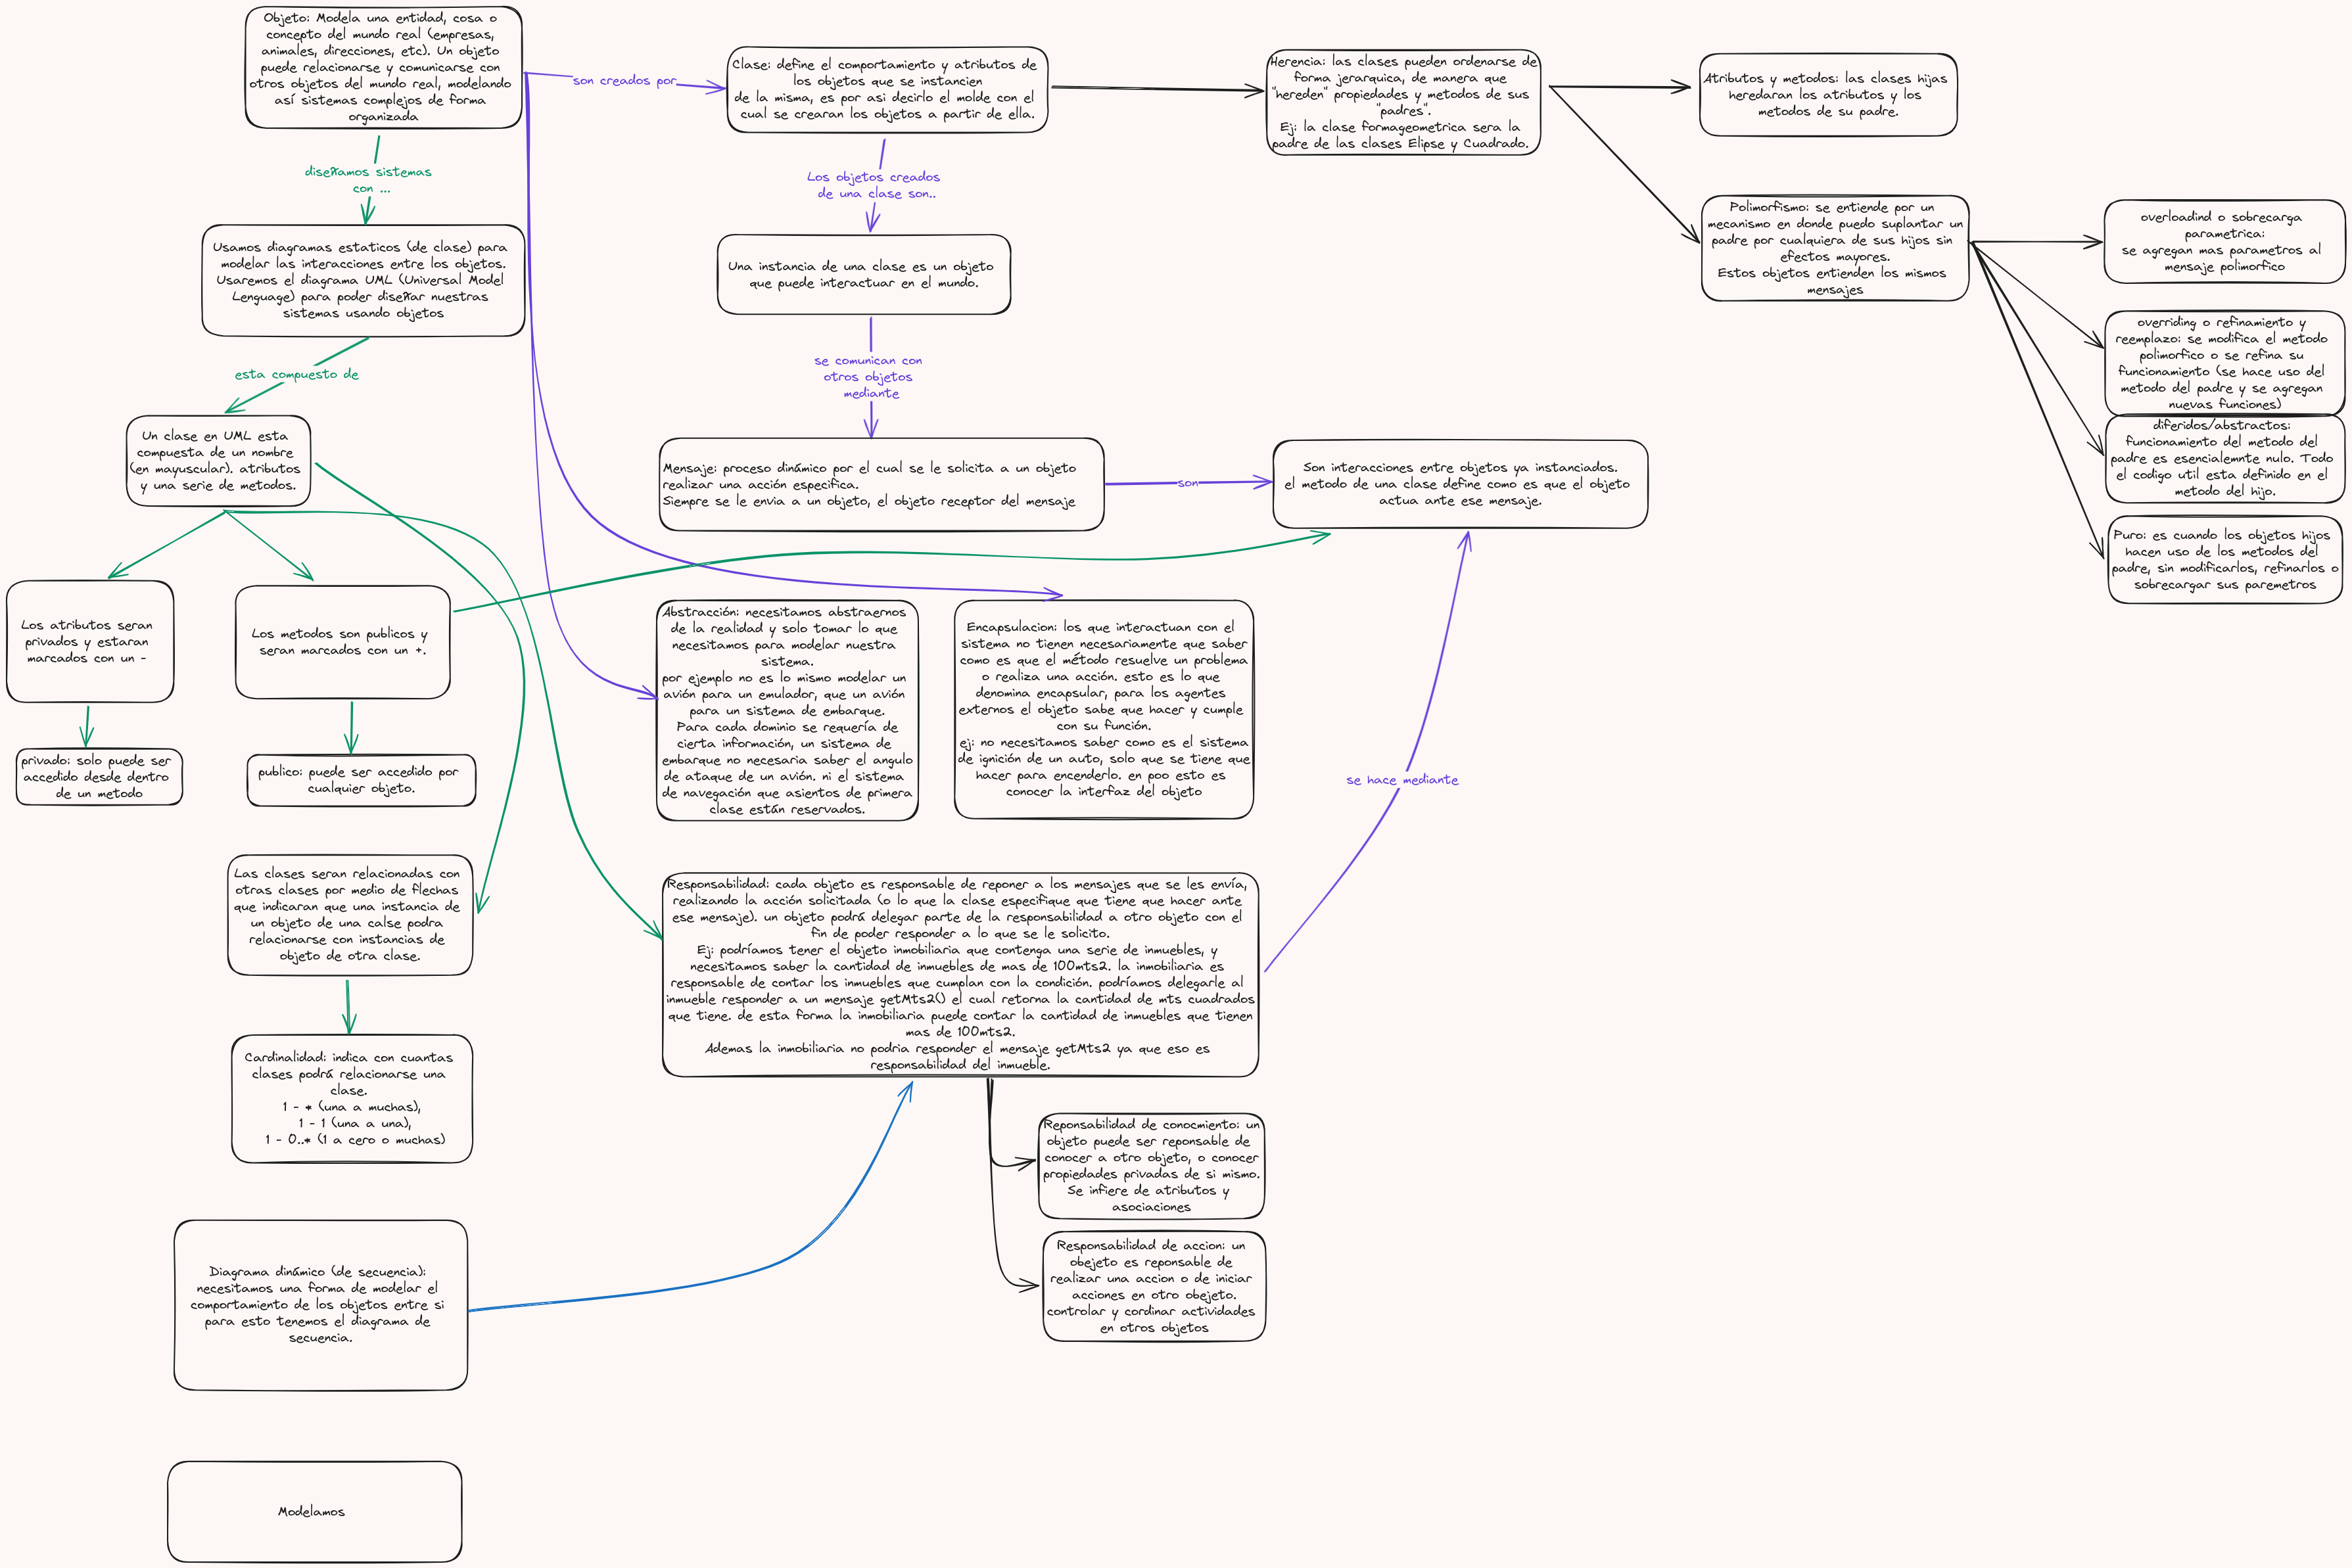 Objeto: Modela una entidad, cosa o
concepto del mundo real (empresas,
animales, direcciones, etc). Un objeto
puede relacionarse y comunicarse con
otros objetos del mundo real, modelando
así sistemas complejos de forma
organizada
son creados por
Clase: define el comportamiento y atributos de
los objetos que se instancien
de la misma, es por asi decirlo el molde con el
cual se crearan los objetos a partir de ella.
Herencia: las clases pueden ordenarse de
forma jerarquica, de manera que
"hereden" propiedades y metodos de sus
"padres".
Ej: la clase formageometrica sera la
padre de las clases Elipse y Cuadrado.
Atributos y metodos: las clases hijas
heredaran los atributos y los
metodos de su padre.
diseñamos sistemas
con ...
Los objetos creados
de una clase son..
Polimorfismo: se entiende por un
mecanismo en donde puedo suplantar un
padre por cualquiera de sus hijos sin
efectos mayores.
Estos objetos entienden los mismos
mensajes
overloadind o sobrecarga
parametrica:
se agregan mas parametros al
mensaje polimorfico
Usamos diagramas estaticos (de clase) para
modelar las interacciones entre los objetos.
Usaremos el diagrama UML (Universal Model
Lenguage) para poder diseñar nuestras
sistemas usando objetos
Una instancia de una clase es un objeto
que puede interactuar en el mundo.
overriding o refinamiento y
reemplazo: se modifica el metodo
polimorfico o se refina su
funcionamiento (se hace uso del
metodo del padre y se agregan
nuevas funciones)
esta compuesto de
se comunican con
otros objetos
mediante
Un clase en UML esta
compuesta de un nombre
(en mayuscular). atributos
y una serie de metodos.
Mensaje: proceso dinámico por el cual se le solicita a un objeto
realizar una acción especifica.
Siempre se le envia a un objeto, el objeto receptor del mensaje
son
Son interacciones entre objetos ya instanciados.
el metodo de una clase define como es que el objeto
actua ante ese mensaje.
diferidos/abstractos:
funcionamiento del metodo del
padre es esencialemnte nulo. Todo
el codigo util esta definido en el
metodo del hijo.
Puro: es cuando los objetos hijos
hacen uso de los metodos del
padre, sin modificarlos, refinarlos o
sobrecargar sus paremetros
Los atributos seran
privados y estaran
marcados con un -
Los metodos son publicos y
seran marcados con un +.
Abstracción: necesitamos abstraernos
de la realidad y solo tomar lo que
necesitamos para modelar nuestra
sistema.
por ejemplo no es lo mismo modelar un
avión para un emulador, que un avión
para un sistema de embarque.
Para cada dominio se requería de
cierta información, un sistema de
embarque no necesaria saber el angulo
de ataque de un avión. ni el sistema
de navegación que asientos de primera
clase están reservados.
Encapsulacion: los que interactuan con el
sistema no tienen necesariamente que saber
como es que el método resuelve un problema
o realiza una acción. esto es lo que
denomina encapsular, para los agentes
externos el objeto sabe que hacer y cumple
con su función.
ej: no necesitamos saber como es el sistema
de ignición de un auto, solo que se tiene que
hacer para encenderlo. en poo esto es
conocer la interfaz del objeto
privado: solo puede ser
accedido desde dentro
de un metodo
publico: puede ser accedido por
cualquier objeto.
se hace mediante
Las clases seran relacionadas con
otras clases por medio de flechas
que indicaran que una instancia de
un objeto de una calse podra
relacionarse con instancias de
objeto de otra clase.
Responsabilidad: cada objeto es responsable de reponer a los mensajes que se les envía,
realizando la acción solicitada (o lo que la clase especifique que tiene que hacer ante
ese mensaje). un objeto podrá delegar parte de la responsabilidad a otro objeto con el
fin de poder responder a lo que se le solicito.
Ej: podríamos tener el objeto inmobiliaria que contenga una serie de inmuebles, y
necesitamos saber la cantidad de inmuebles de mas de 100mts2. la inmobiliaria es
responsable de contar los inmuebles que cumplan con la condición. podríamos delegarle al
inmueble responder a un mensaje getMts2() el cual retorna la cantidad de mts cuadrados
que tiene. de esta forma la inmobiliaria puede contar la cantidad de inmuebles que tienen
mas de 100mts2.
Ademas la inmobiliaria no podria responder el mensaje getMts2 ya que eso es
responsabilidad del inmueble.
Cardinalidad: indica con cuantas
clases podrá relacionarse una
clase.
1 - * (una a muchas),
1 - 1 (una a una),
1 - 0..* (1 a cero o muchas)
Reponsabilidad de conocmiento: un
objeto puede ser reponsable de
conocer a otro objeto, o conocer
propiedades privadas de si mismo.
Se infiere de atributos y
asociaciones
Diagrama dinámico (de secuencia):
necesitamos una forma de modelar el
comportamiento de los objetos entre si
para esto tenemos el diagrama de
secuencia.
Responsabilidad de accion: un
obejeto es reponsable de
realizar una accion o de iniciar
acciones en otro obejeto.
controlar y cordinar actividades
en otros objetos
Modelamos